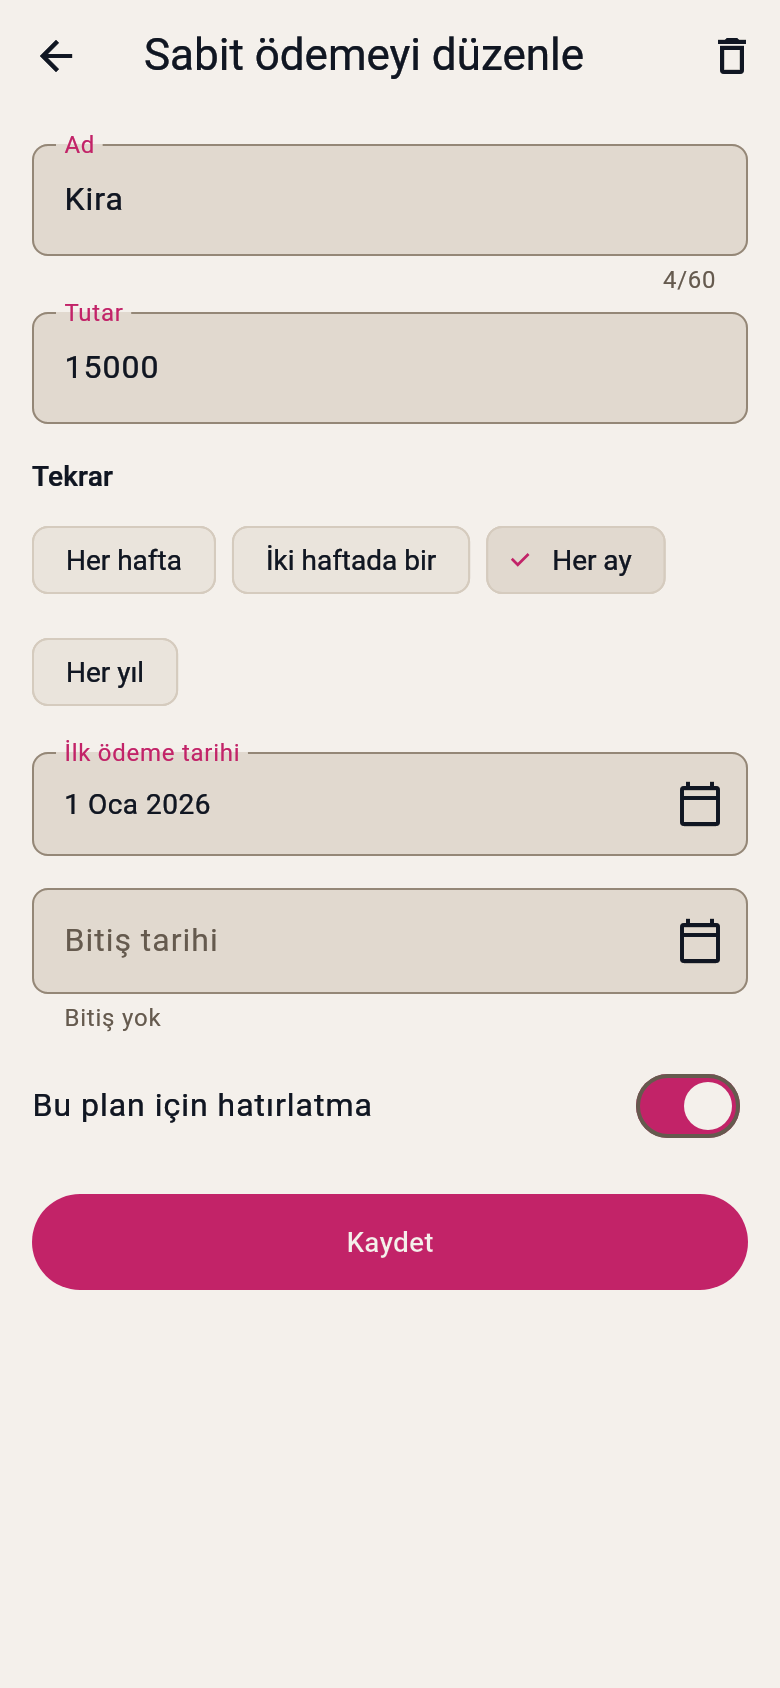 Sabit ödemeyi düzenle
Ad
Kira
4/60
Tutar
15000
Tekrar
Her hafta
İki haftada bir
Her ay
Her yıl
İlk ödeme tarihi
1 Oca 2026
Bitiş tarihi
Bitiş yok
Bu plan için hatırlatma
Kaydet